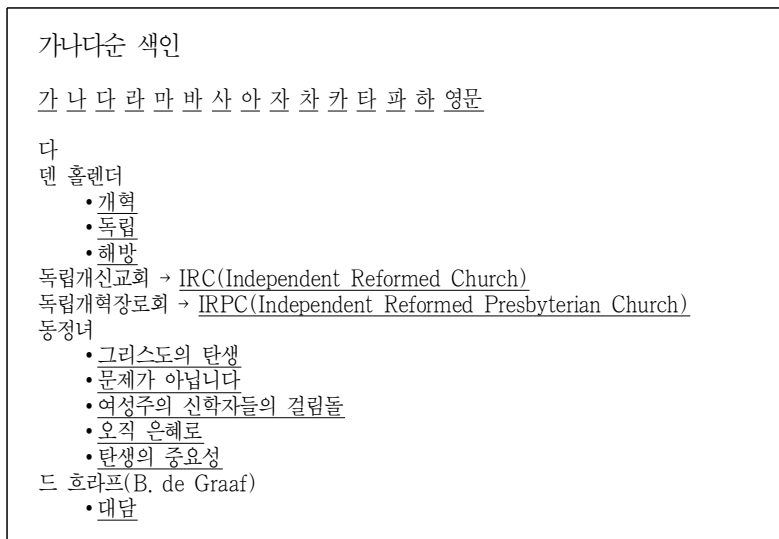 가나다순 색인
가 나 다 라 마 바 사 아 자 차 카 타 파 하 영문
다
덴 홀렌더
• 개혁
• 독립
• 해방
독립개신교회 → IRC(Independent Reformed Church)
독립개혁장로회 → IRPC(Independent Reformed Presbyterian Church)
동정녀
• 그리스도의 탄생
• 문제가 아닙니다
• 여성주의 신학자들의 걸림돌
• 오직 은혜로
• 탄생의 중요성
드 흐라프(B. de Graaf)
• 대담